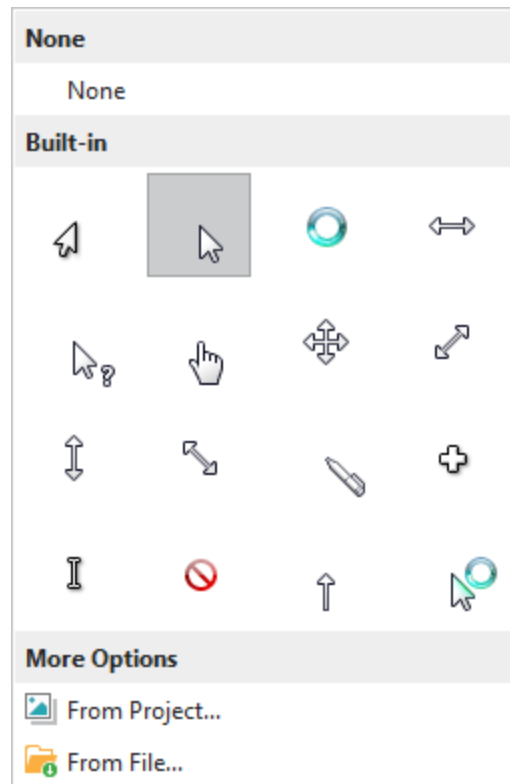 None
None
Built-in
More Options
From Project...
From File...